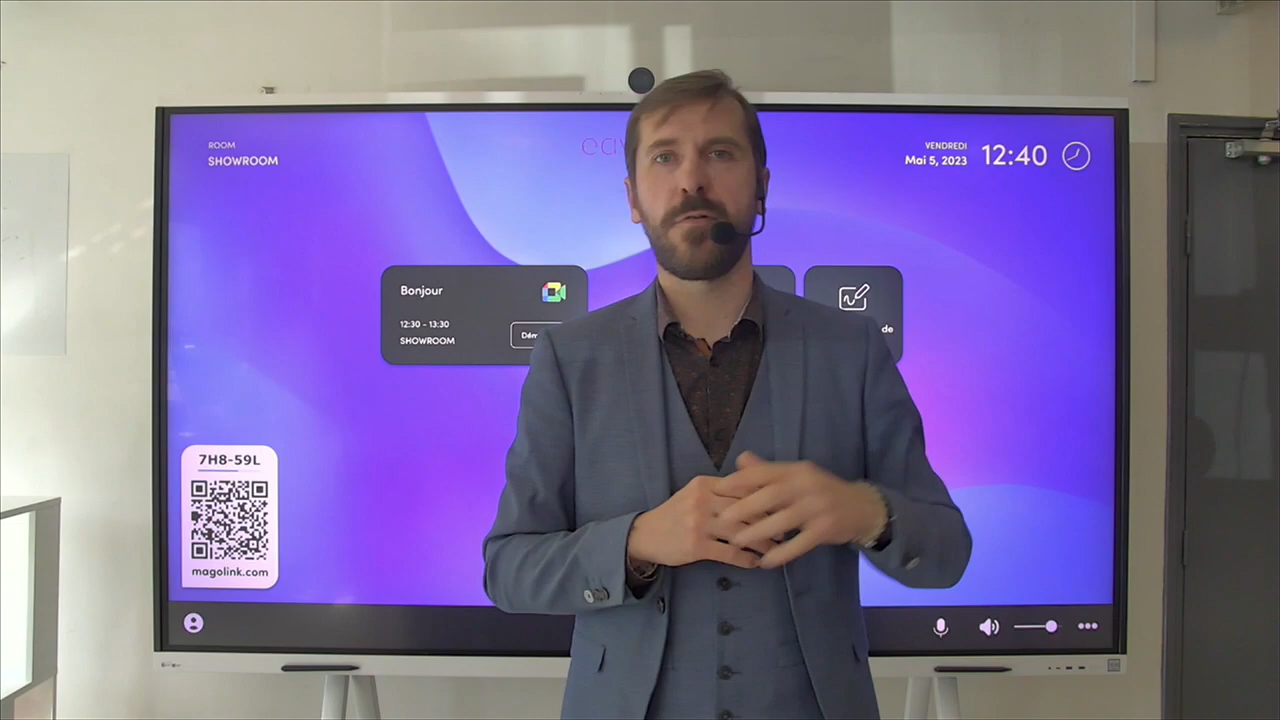 ROOM
SHOWROOM
VENDREDI
Mai 5, 2023
12:40
Bonjour
12:30 - 13:30
SHOWROOM
7H8-59L
magolink.com